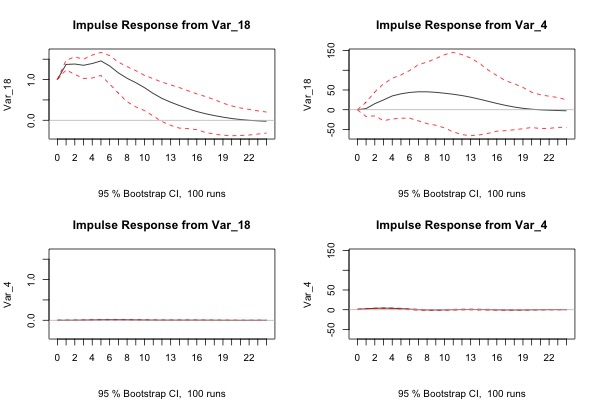 Impulse Response from Var_18
Var_18
0.0 1.0
0 2 4 6 8 10 13 16 19 22
95 % Bootstrap CI, 100 runs
Impulse Response from Var_4
Var_18
-50 0 50 150
0 2 4 6 8 10 13 16 19 22
95 % Bootstrap CI, 100 runs
Impulse Response from Var_18
Var_4
0.0 1.0
0 2 4 6 8 10 13 16 19 22
95 % Bootstrap CI, 100 runs
Impulse Response from Var_4
Var_4
-50 0 50 150
0 2 4 6 8 10 13 16 19 22
95 % Bootstrap CI, 100 runs